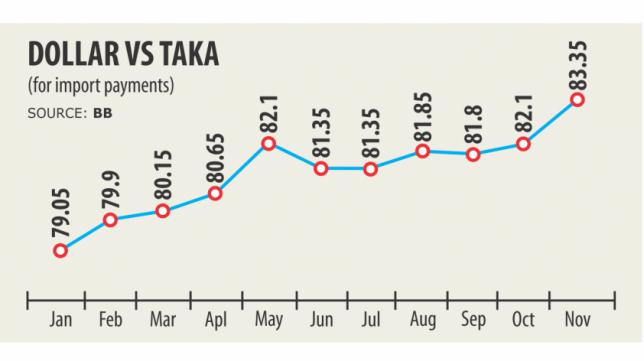 DOLLAR VS TAKA
(for import payments)
SOURCE: BB
79.05
79.9
80.15
80.65
82.1
81.35
81.35
81.85
81.8
82.1
83.35
Jan Feb Mar Apl May Jun Jul Aug Sep Oct Nov